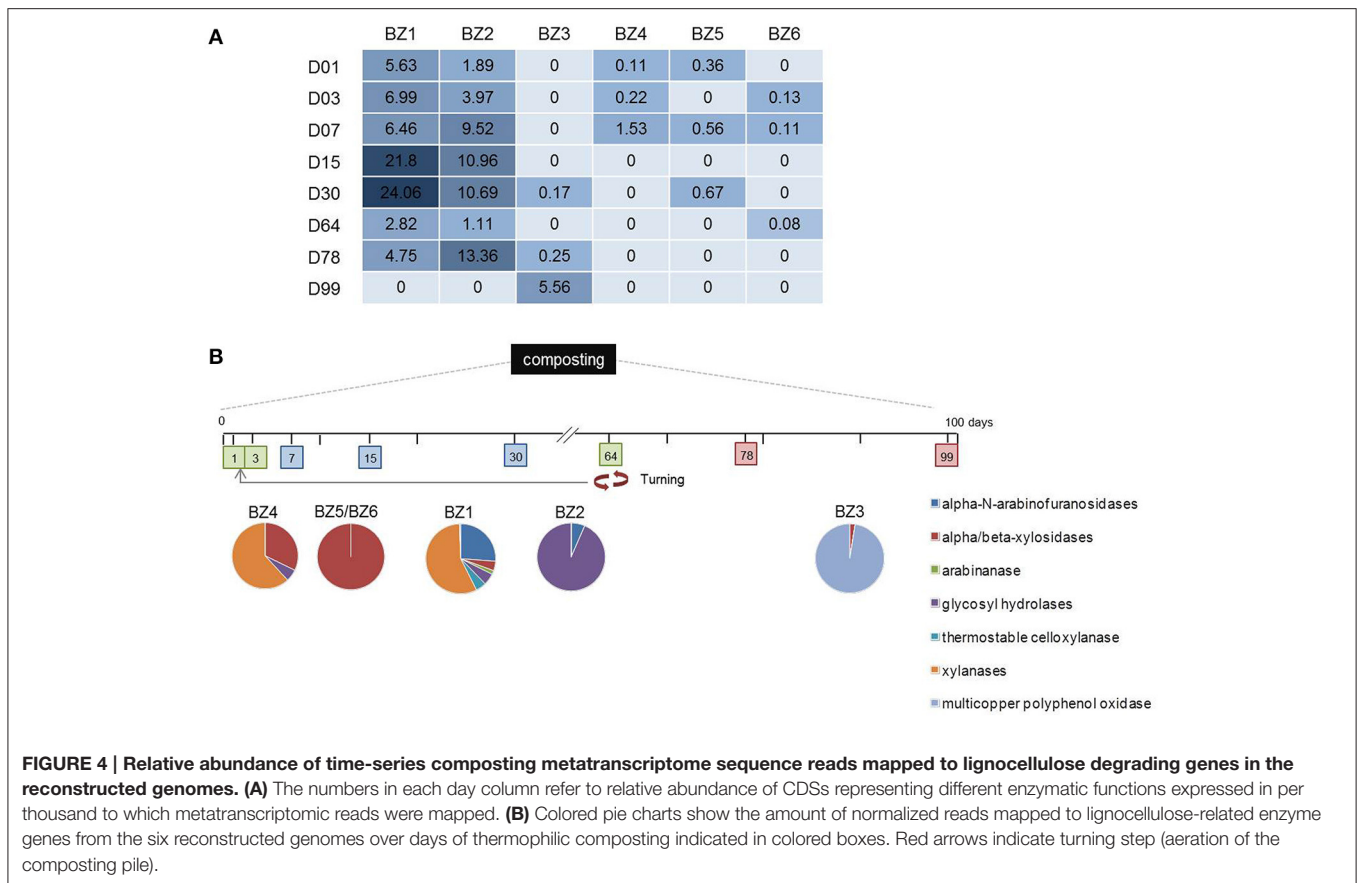 A
BZ1 BZ2 BZ3 BZ4 BZ5 BZ6
D01 5.63 1.89 0 0.11 0.36 0
D03 6.99 3.97 0 0.22 0 0.13
D07 6.46 9.52 0 1.53 0.56 0.11
D15 21.8 10.96 0 0 0 0
D30 24.06 10.69 0.17 0 0.67 0
D64 2.82 1.11 0 0 0 0.08
D78 4.75 13.36 0.25 0 0 0
D99 0 0 5.56 0 0 0
B
composting
0 100 days
1 3 7 15 30 64 78 99
Turning
BZ4 BZ5/BZ6 BZ1 BZ2 BZ3
alpha-N-arabinofuranosidases
alpha/beta-xylosidases
arabinanase
glycosyl hydrolases
thermostable celloxylanase
xylanases
multicopper polyphenol oxidase
FIGURE 4 | Relative abundance of time-series composting metatranscriptome sequence reads mapped to lignocellulose degrading genes in the
reconstructed genomes. (A) The numbers in each day column refer to relative abundance of CDSs representing different enzymatic functions expressed in per
thousand to which metatranscriptomic reads were mapped. (B) Colored pie charts show the amount of normalized reads mapped to lignocellulose-related enzyme
genes from the six reconstructed genomes over days of thermophilic composting indicated in colored boxes. Red arrows indicate turning step (aeration of the
composting pile).